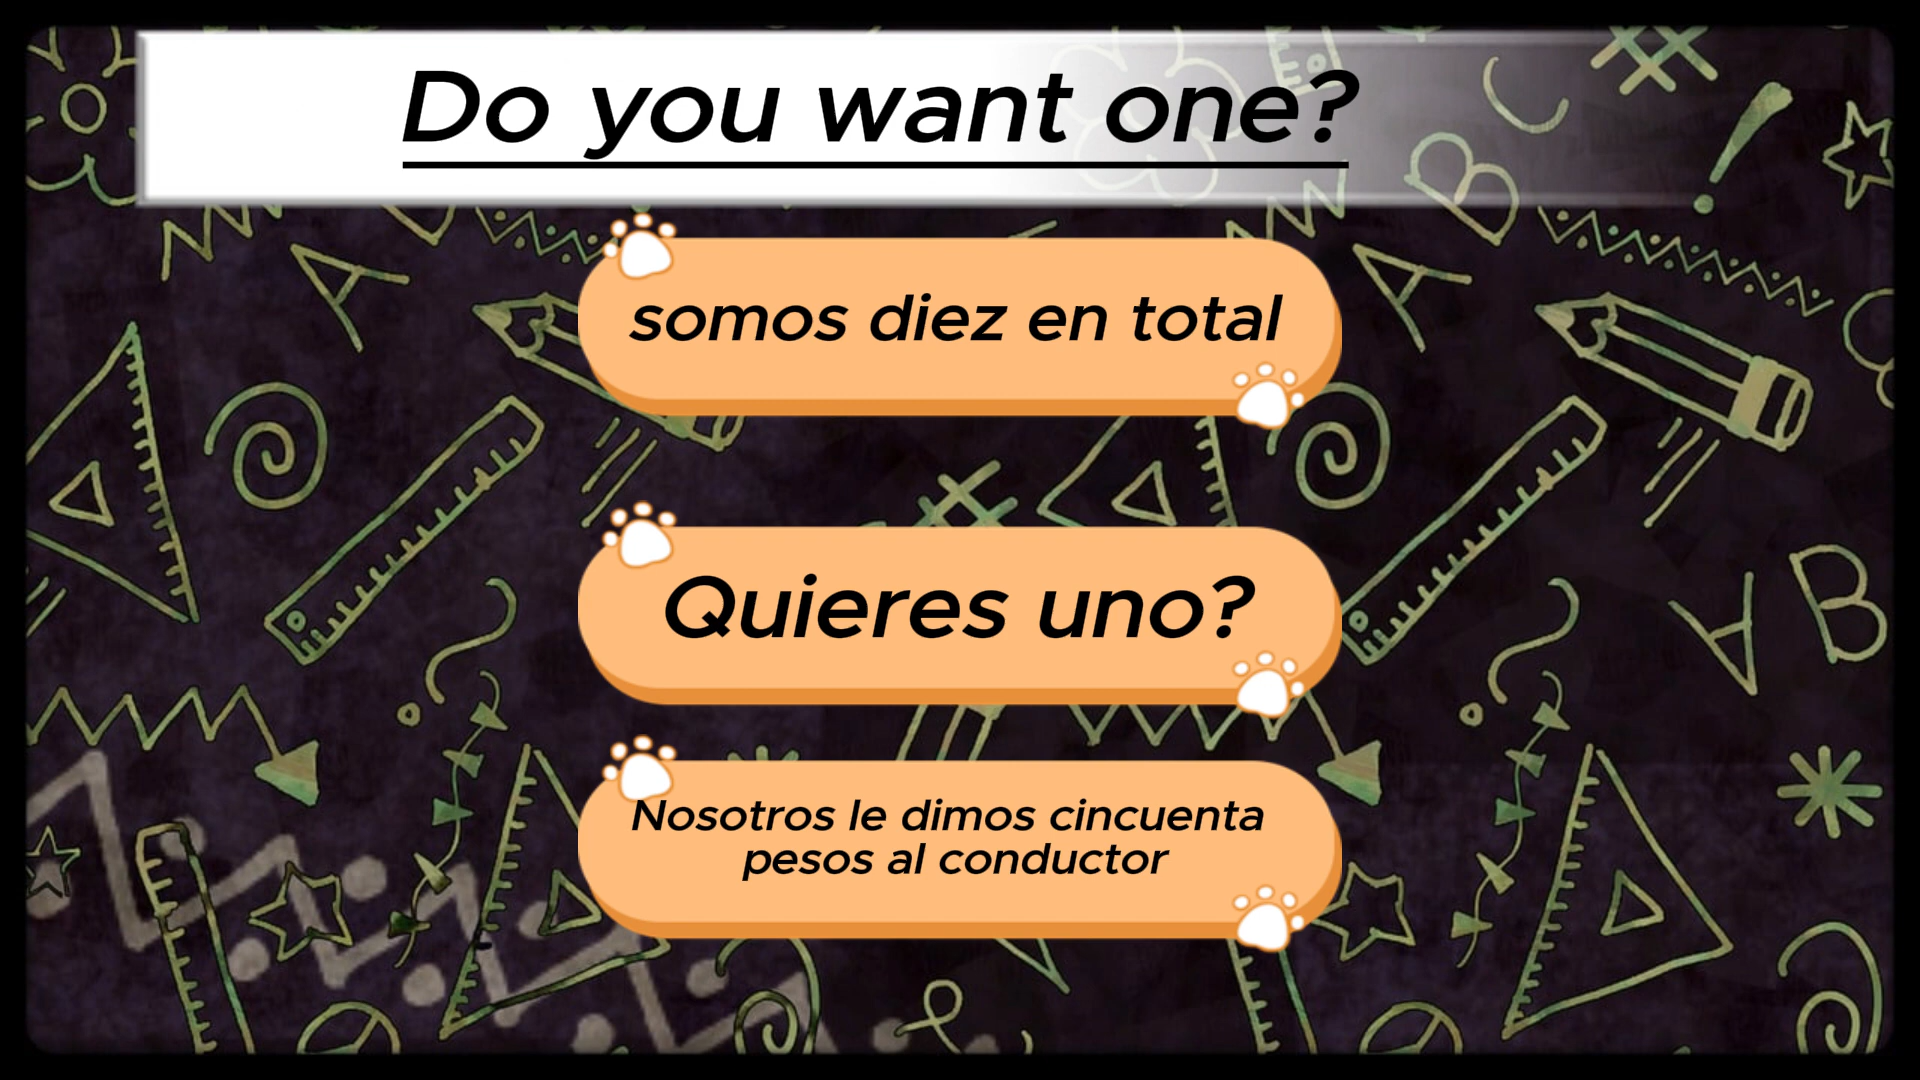 Do you want one?
somos diez en total
Quieres uno?
Nosotros le dimos cincuenta
pesos al conductor